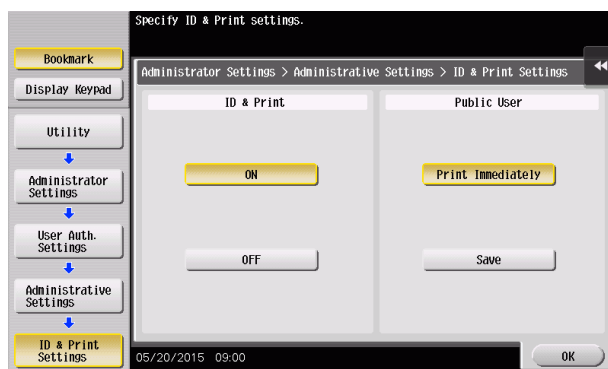 Specify ID & Print settings.
Bookmark
Display Keypad
Utility
Administrator
Settings
User Auth.
Settings
Administrative
Settings
ID & Print
Settings
Administrator Settings > Administrative Settings > ID & Print Settings
ID & Print
ON
OFF
Public User
Print Immediately
Save
05/20/2015 09:00
OK